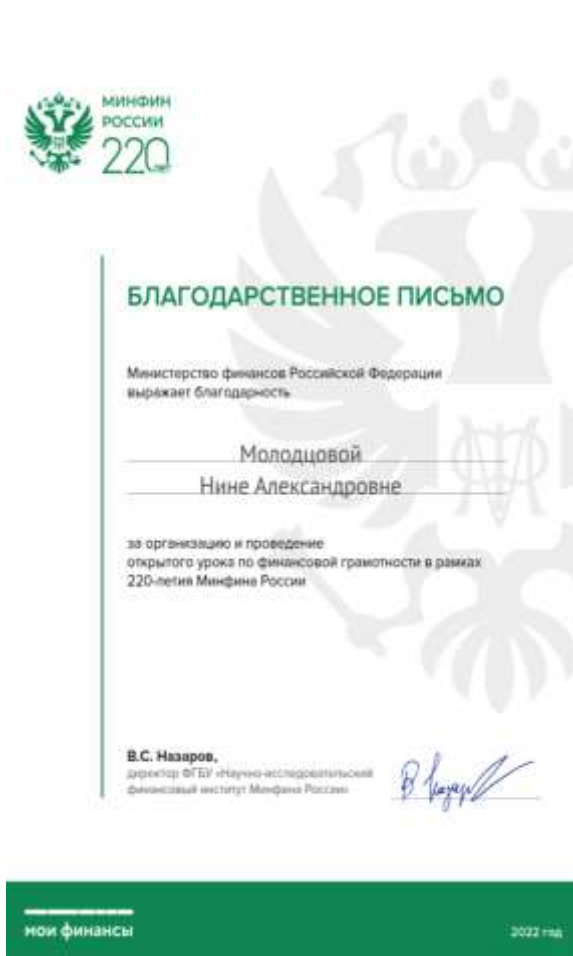 МИНФИН
РОССИИ
220 лет
БЛАГОДАРСТВЕННОЕ ПИСЬМО
Министерство финансов Российской Федерации
выражает благодарность
Молодцовой
Нине Александровне
за организацию и проведение
открытого урока по финансовой грамотности в рамках
220-летия Минфина России
В.С. Назаров,
директор ФГБУ «Научно-исследовательский
финансовый институт Минфина России»
В Назаров
мои финансы
2022 год